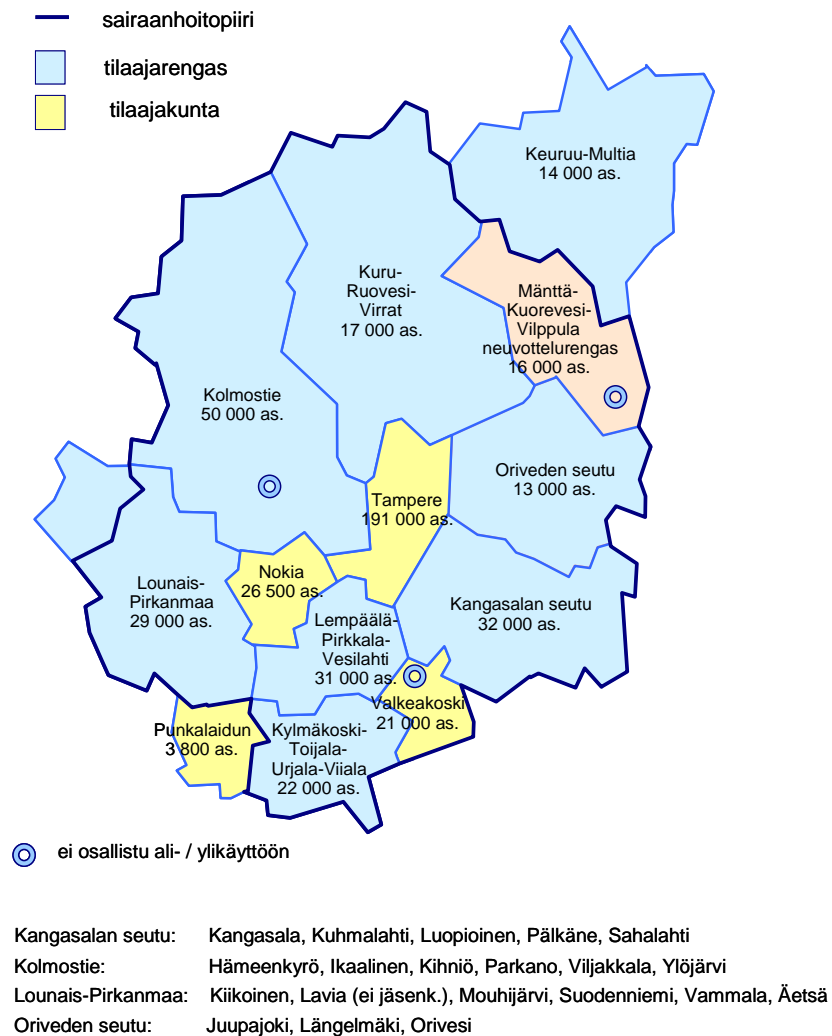 sairaanhoitopiiri
tilaajarengas
tilaajakunta
Keuruu-Multia
14 000 as.
Kuru-
Ruovesi-
Virrat
17 000 as.
Mänttä-
Kuorevesi-
Vilppula
neuvottelurengas
16 000 as.
Kolmostie
50 000 as.
Oriveden seutu
13 000 as.
Tampere
191 000 as.
Nokia
26 500 as.
Lounais-
Pirkanmaa
29 000 as.
Kangasalan seutu
32 000 as.
Lempäälä-
Pirkkala-
Vesilahti
31 000 as.
Valkeakoski
21 000 as.
Punkalaidun
3 800 as.
Kylmäkoski-
Toijala-
Urjala-Viiala
22 000 as.
ei osallistu ali- / ylikäyttöön
Kangasalan seutu: Kangasala, Kuhmalahti, Luopioinen, Pälkäne, Sahalahti
Kolmostie: Hämeenkyrö, Ikaalinen, Kihniö, Parkano, Viljakkala, Ylöjärvi
Lounais-Pirkanmaa: Kiikoinen, Lavia (ei jäsenk.), Mouhijärvi, Suodenniemi, Vammala, Äetsä
Oriveden seutu: Juupajoki, Längelmäki, Orivesi